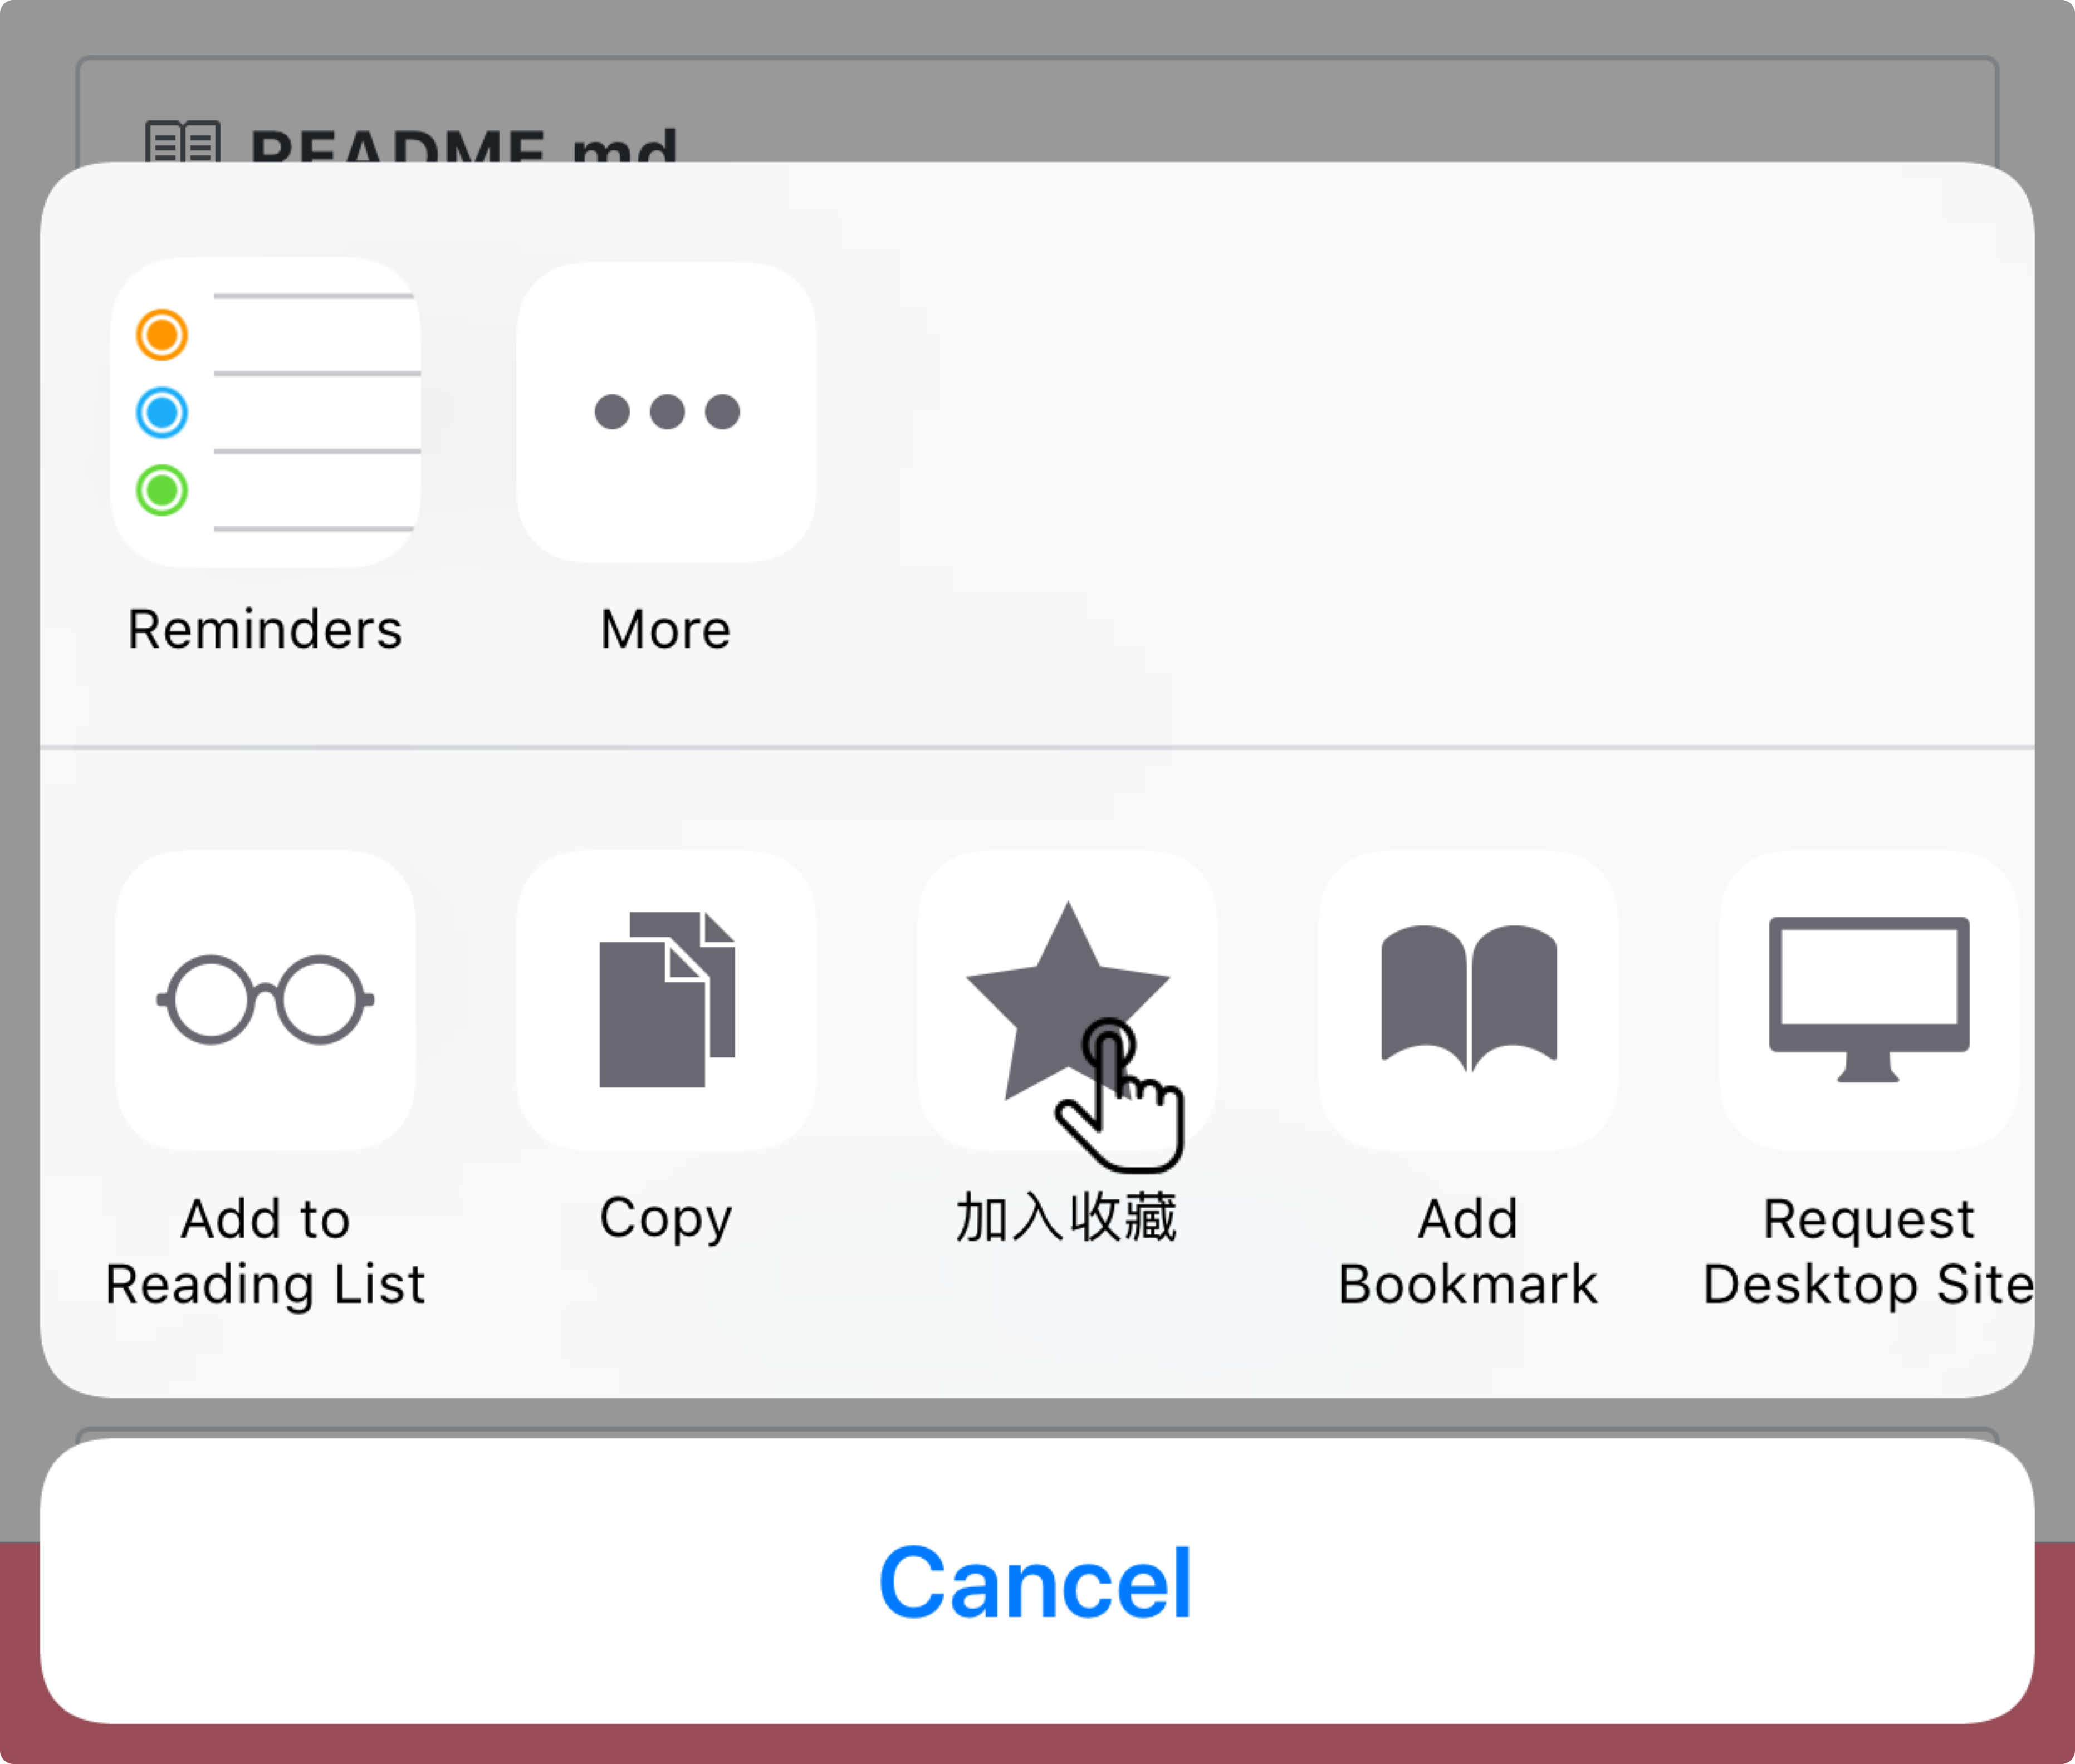 README.md
Reminders
More
Add to
Reading List
Copy
加入收藏
Add
Bookmark
Request
Desktop Site
Cancel